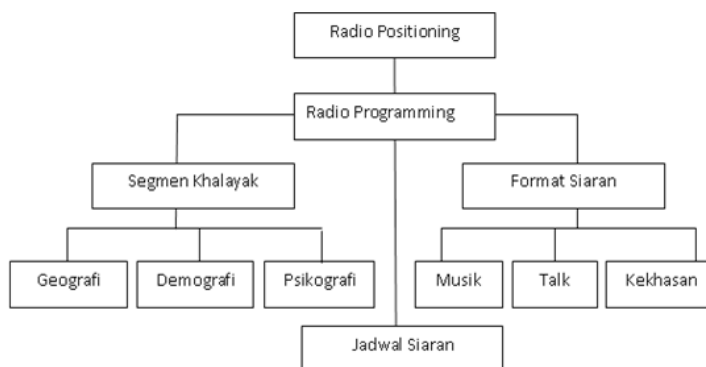 Radio Positioning
Radio Programming
Segmen Khalayak
Format Siaran
Geografi
Demografi
Psikografi
Musik
Talk
Kekhasan
Jadwal Siaran